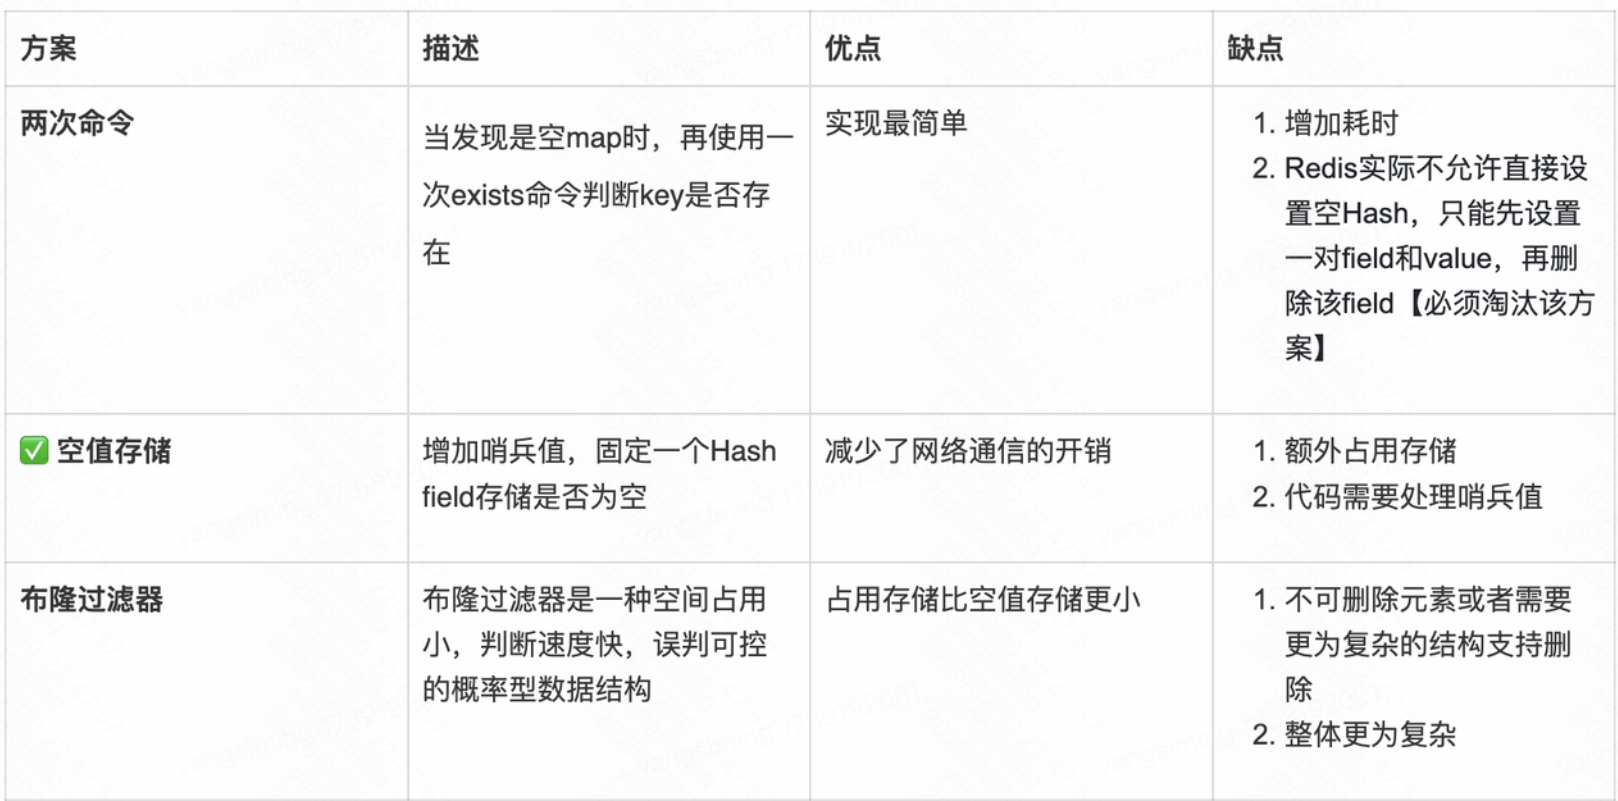 方案
描述
优点
缺点
两次命令
当发现是空map时，再使用一
次exists命令判断key是否存
在
实现最简单
1. 增加耗时
2. Redis实际不允许直接设
置空Hash，只能先设置
一对field和value，再删
除该field【必须淘汰该方
案】
✅ 空值存储
增加哨兵值，固定一个Hash
field存储是否为空
减少了网络通信的开销
1. 额外占用存储
2. 代码需要处理哨兵值
布隆过滤器
布隆过滤器是一种空间占用
小，判断速度快，误判可控
的概率型数据结构
占用存储比空值存储更小
1. 不可删除元素或者需要
更为复杂的结构支持删
除
2. 整体更为复杂